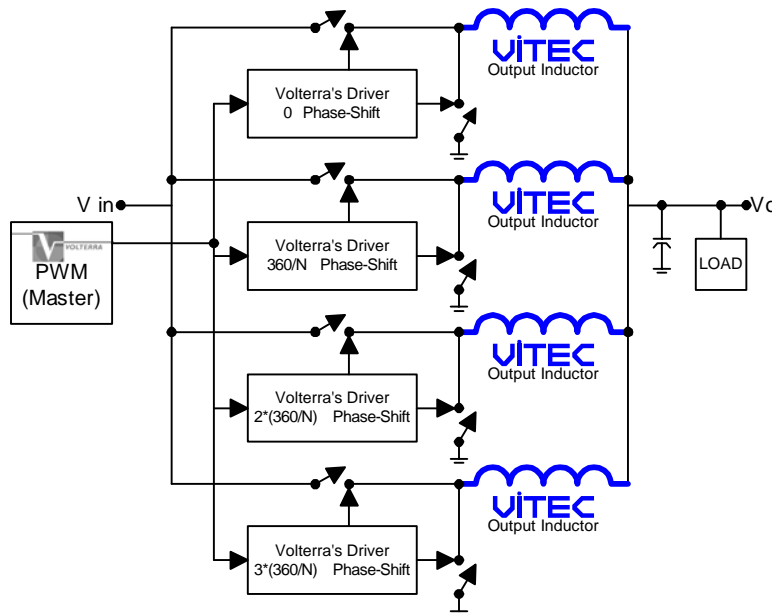 ViTEC
Output Inductor
Volterra's Driver
0 Phase-Shift
ViTEC
Output Inductor
V in
Vo
VOLTERRA
PWM
(Master)
Volterra's Driver
360/N Phase-Shift
LOAD
ViTEC
Output Inductor
Volterra's Driver
2*(360/N) Phase-Shift
ViTEC
Output Inductor
Volterra's Driver
3*(360/N) Phase-Shift